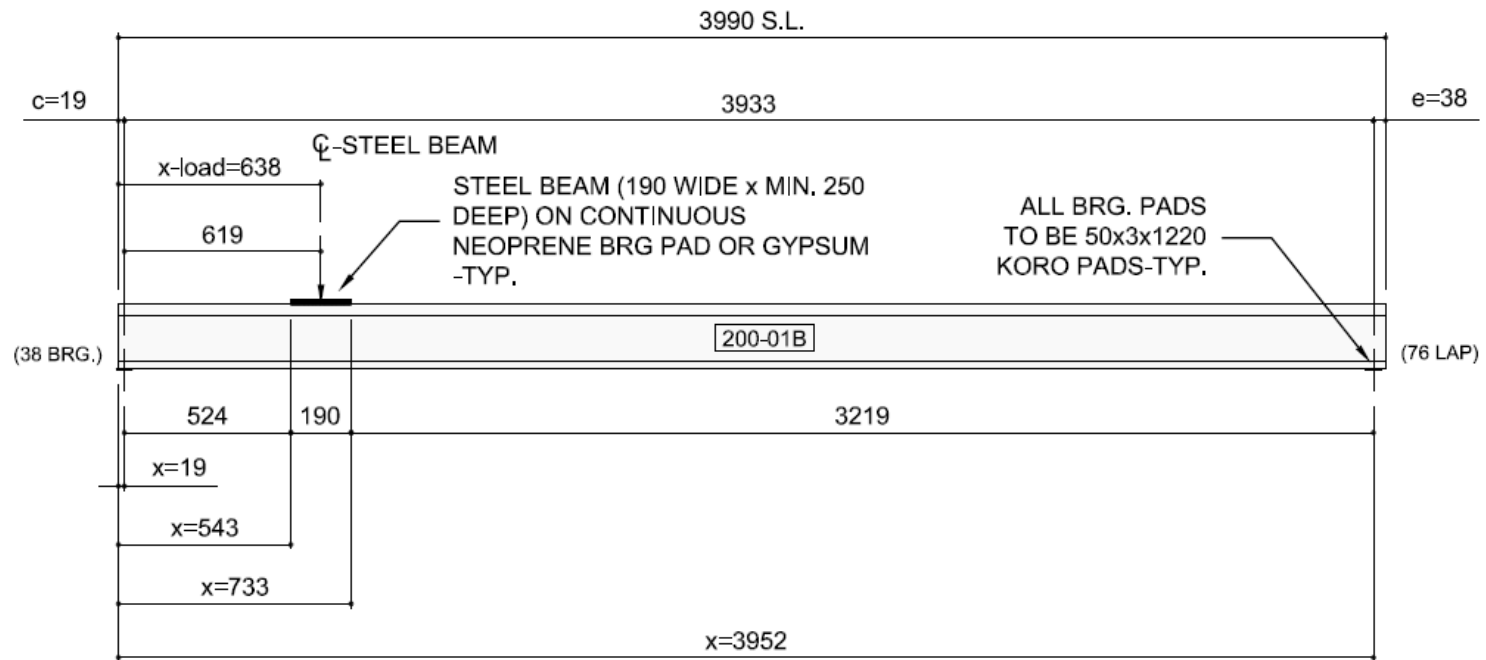 3990 S.L.
c=19
3933
e=38
℄-STEEL BEAM
x-load=638
STEEL BEAM (190 WIDE x MIN. 250
DEEP) ON CONTINUOUS
NEOPRENE BRG PAD OR GYPSUM
-TYP.
ALL BRG. PADS
TO BE 50x3x1220
KORO PADS-TYP.
619
200-01B
(38 BRG.)
(76 LAP)
524
190
3219
x=19
x=543
x=733
x=3952